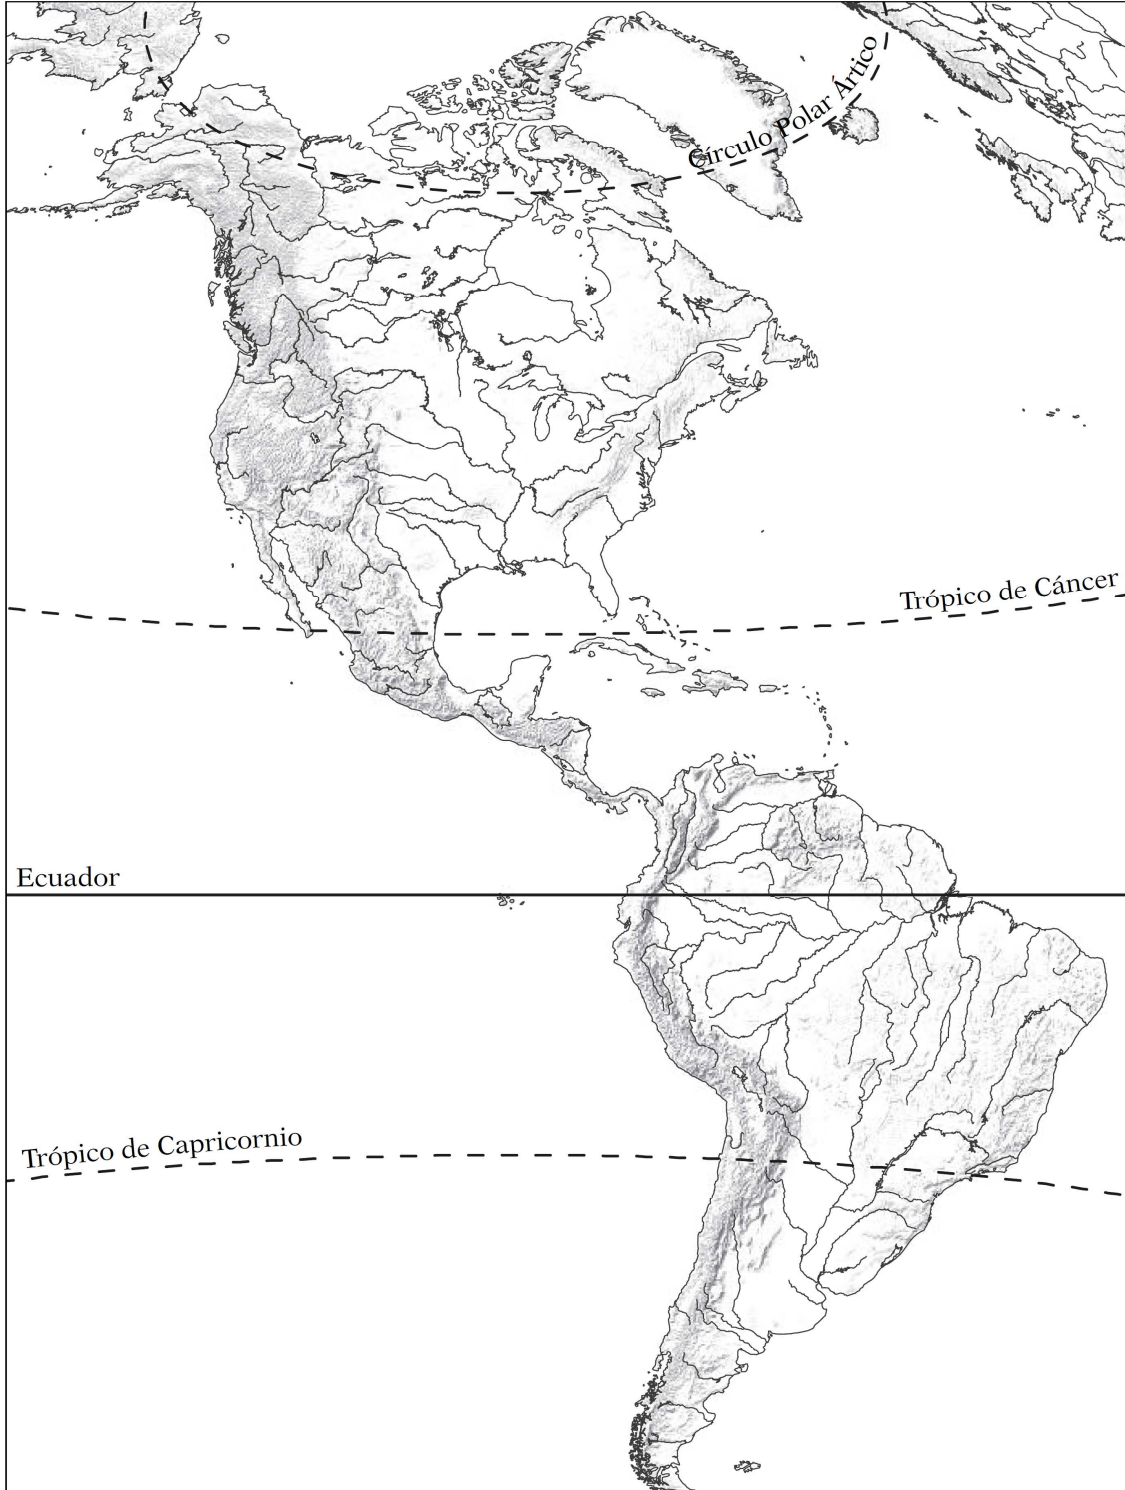 Círculo Polar Ártico
Trópico de Cáncer
Ecuador
Trópico de Capricornio